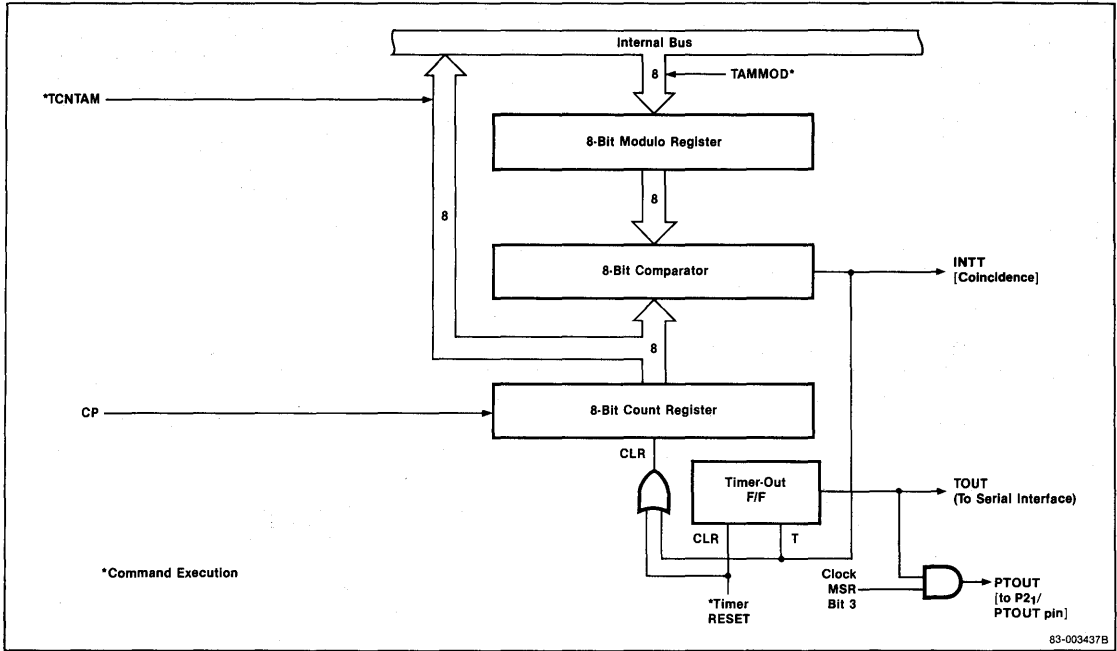 Internal Bus
8
TAMMOD*
*TCNTAM
8-Bit Modulo Register
8
8
8-Bit Comparator
INTT
[Coincidence]
8
CP
8-Bit Count Register
CLR
Timer-Out
F/F
TOUT
(To Serial Interface)
CLR
T
*Command Execution
Clock
MSR
Bit 3
*Timer
RESET
PTOUT
[to P2₁/
PTOUT pin]
83-003437B